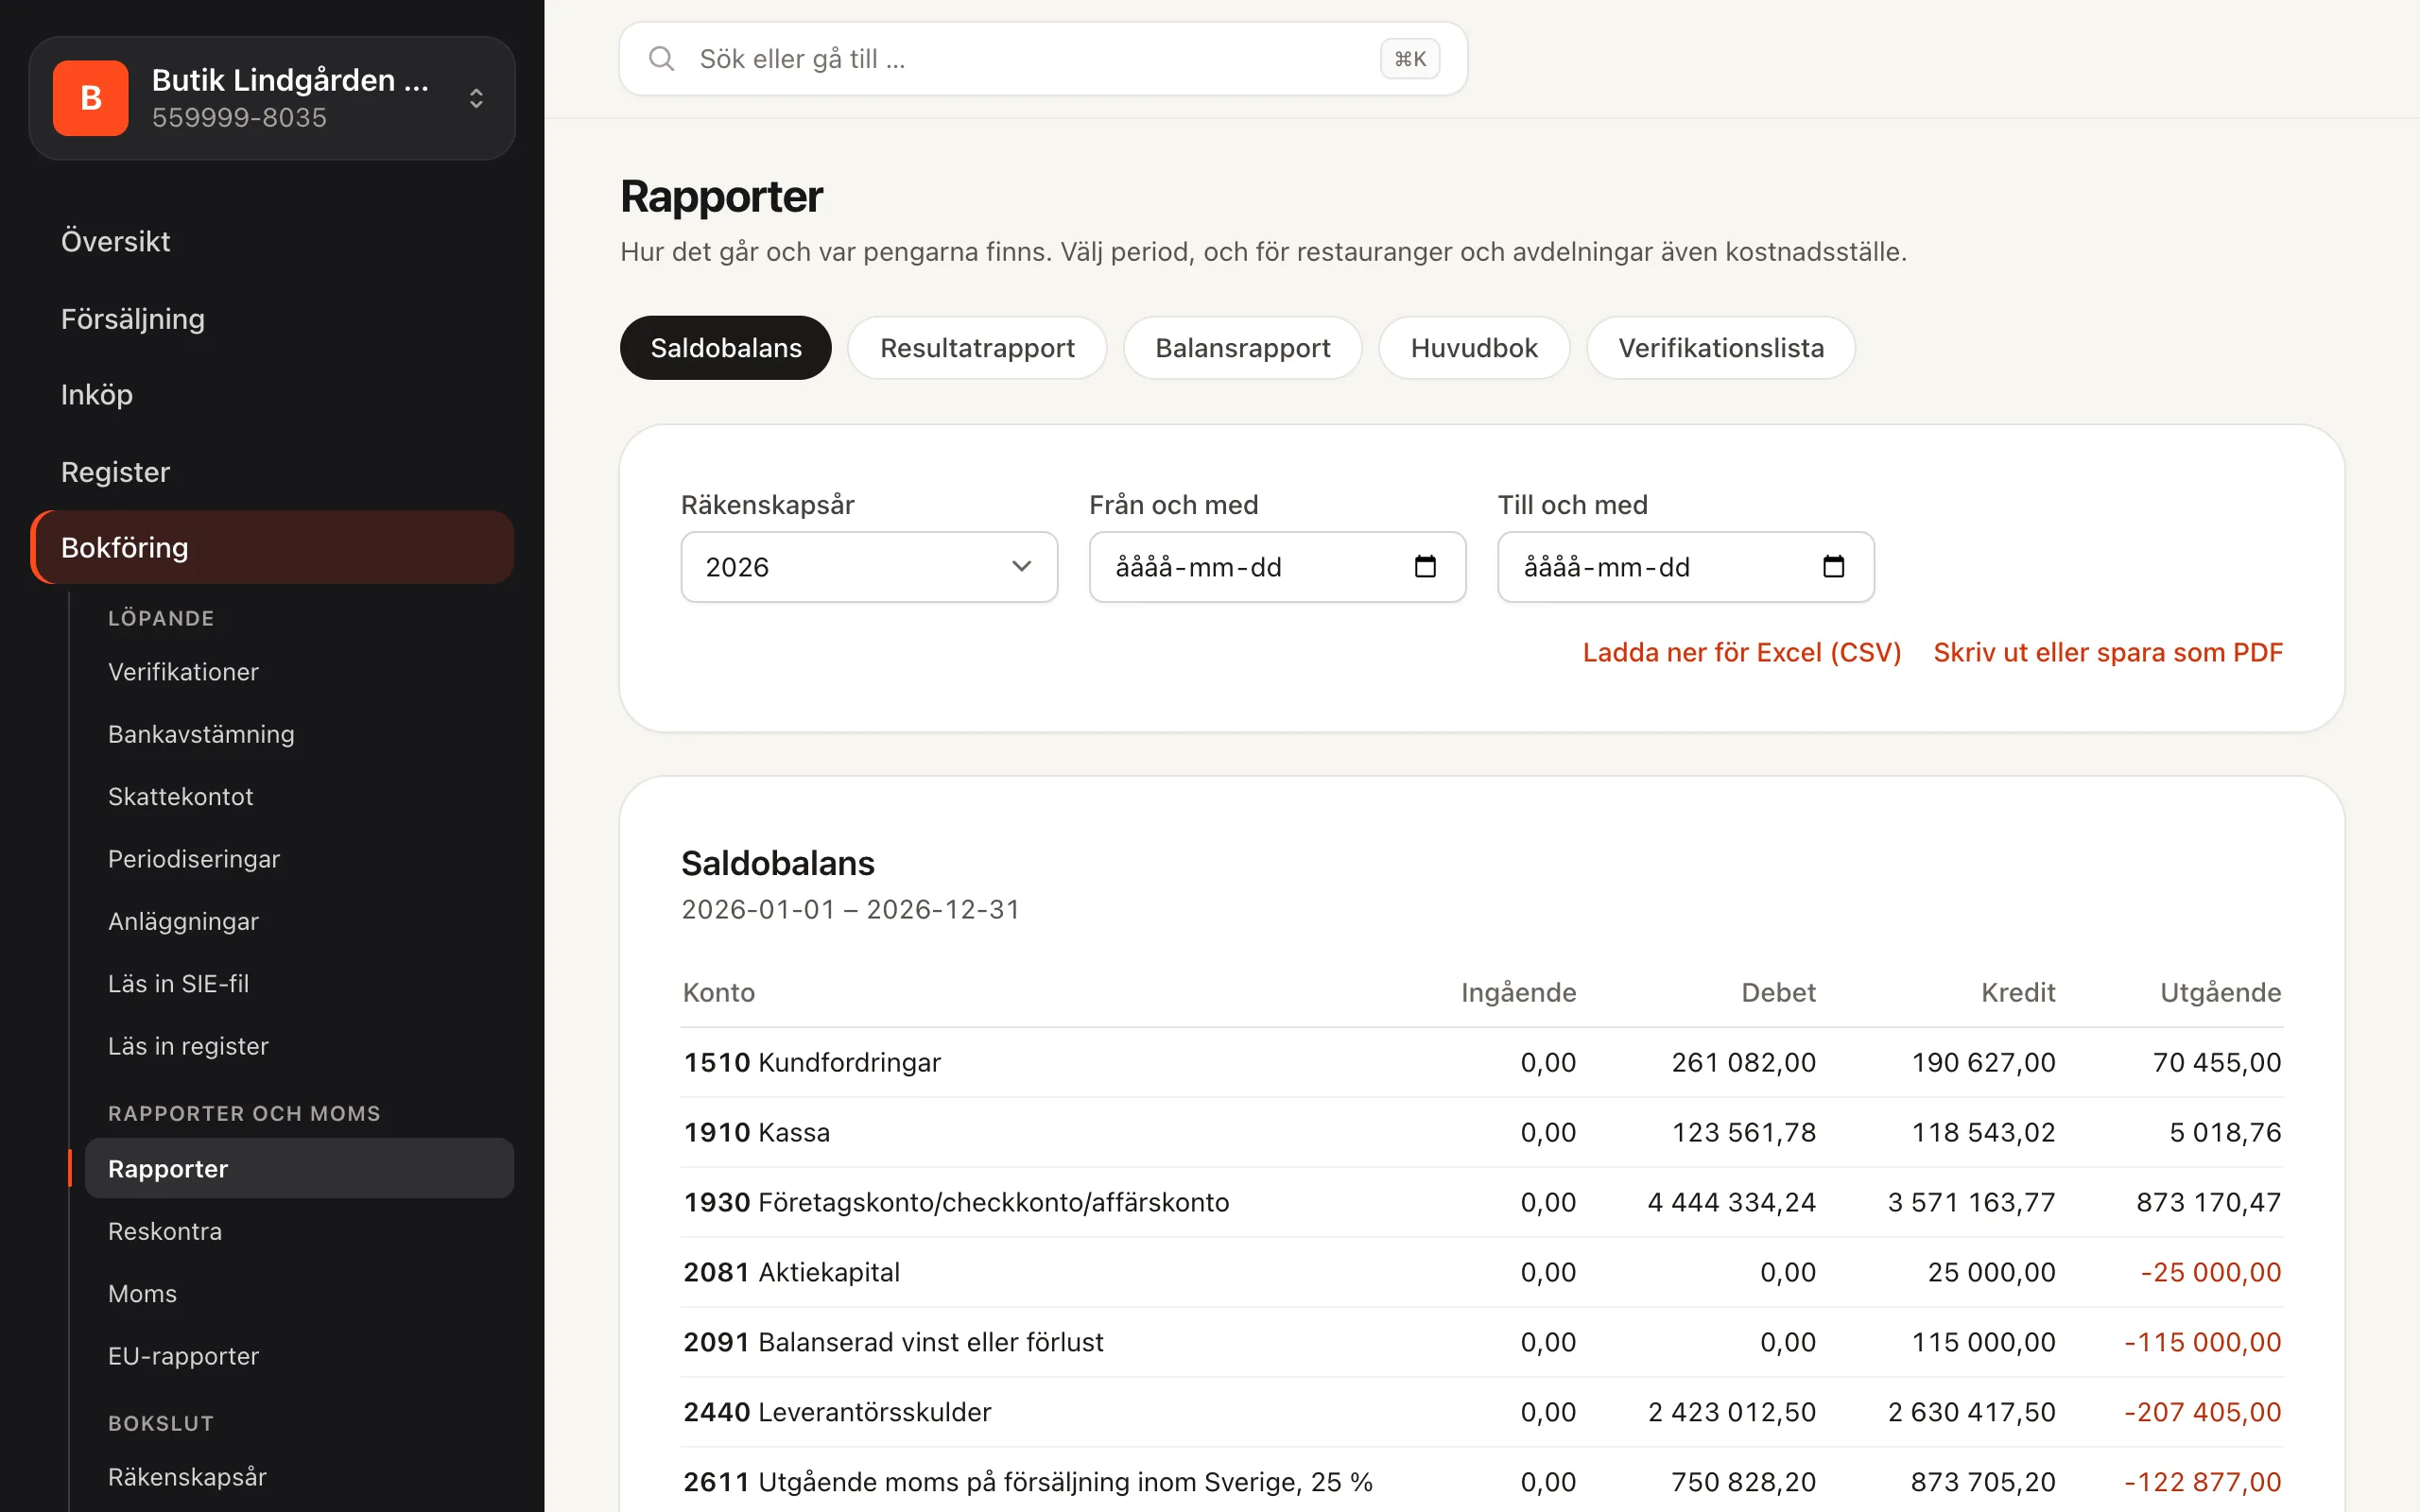 B
Butik Lindgården ...
559999-8035
Översikt
Försäljning
Inköp
Register
Bokföring
LÖPANDE
Verifikationer
Bankavstämning
Skattekontot
Periodiseringar
Anläggningar
Läs in SIE-fil
Läs in register
RAPPORTER OCH MOMS
Rapporter
Reskontra
Moms
EU-rapporter
BOKSLUT
Räkenskapsår
Sök eller gå till ... ⌘K
Rapporter
Hur det går och var pengarna finns. Välj period, och för restauranger och avdelningar även kostnadsställe.
Saldobalans Resultatrapport Balansrapport Huvudbok Verifikationslista
Räkenskapsår Från och med Till och med
2026 åååå-mm-dd åååå-mm-dd
Ladda ner för Excel (CSV) Skriv ut eller spara som PDF
Saldobalans
2026-01-01 – 2026-12-31
Konto Ingående Debet Kredit Utgående
1510 Kundfordringar 0,00 261 082,00 190 627,00 70 455,00
1910 Kassa 0,00 123 561,78 118 543,02 5 018,76
1930 Företagskonto/checkkonto/affärskonto 0,00 4 444 334,24 3 571 163,77 873 170,47
2081 Aktiekapital 0,00 0,00 25 000,00 -25 000,00
2091 Balanserad vinst eller förlust 0,00 0,00 115 000,00 -115 000,00
2440 Leverantörsskulder 0,00 2 423 012,50 2 630 417,50 -207 405,00
2611 Utgående moms på försäljning inom Sverige, 25 % 0,00 750 828,20 873 705,20 -122 877,00